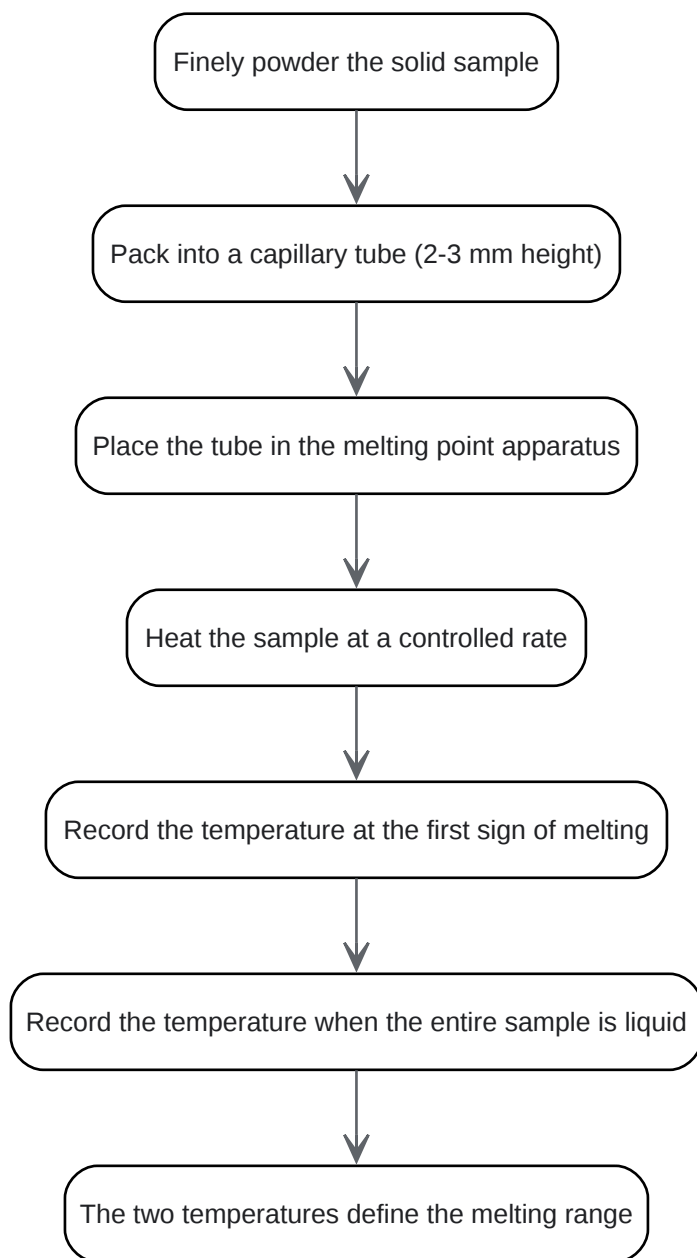 Finely powder the solid sample
Pack into a capillary tube (2-3 mm height)
Place the tube in the melting point apparatus
Heat the sample at a controlled rate
Record the temperature at the first sign of melting
Record the temperature when the entire sample is liquid
The two temperatures define the melting range